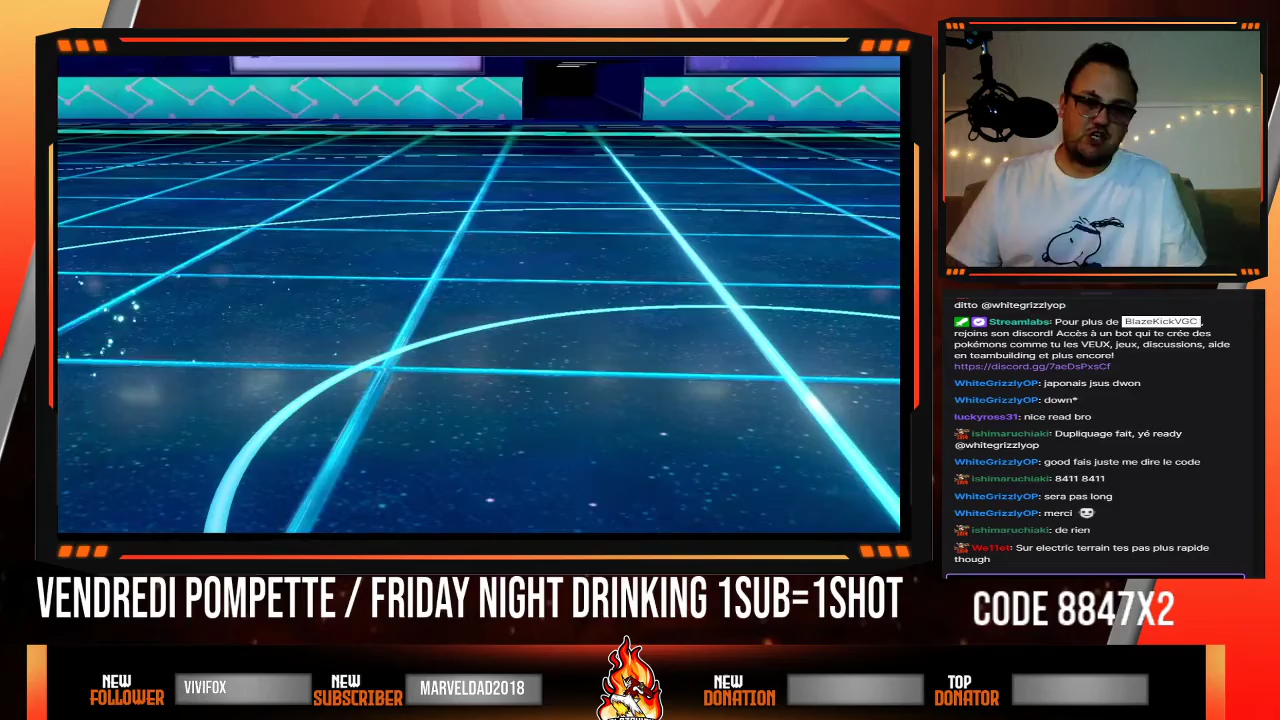 ditto @whitegrizzlyop
Streamlabs: Pour plus de BlazeKickVGC,
rejoins son discord! Accès à un bot qui te crée des
pokémons comme tu les VEUX, jeux, discussions, aide
en teambuilding et plus encore!
https://discord.gg/7aeDsPxsCf
WhiteGrizzlyOP: japonais jsus dwon
WhiteGrizzlyOP: down*
luckyross31: nice read bro
ishimaruchiaki: Dupliquage fait, yé ready
@whitegrizzlyop
WhiteGrizzlyOP: good fais juste me dire le code
ishimaruchiaki: 8411 8411
WhiteGrizzlyOP: sera pas long
WhiteGrizzlyOP: merci
ishimaruchiaki: de rien
We11et: Sur electric terrain tes pas plus rapide
though
VENDREDI POMPETTE / FRIDAY NIGHT DRINKING 1SUB=1SHOT
CODE 8847X2
NEW FOLLOWER
VIVIFOX
NEW SUBSCRIBER
MARVELDAD2018
NEW DONATION
TOP DONATOR